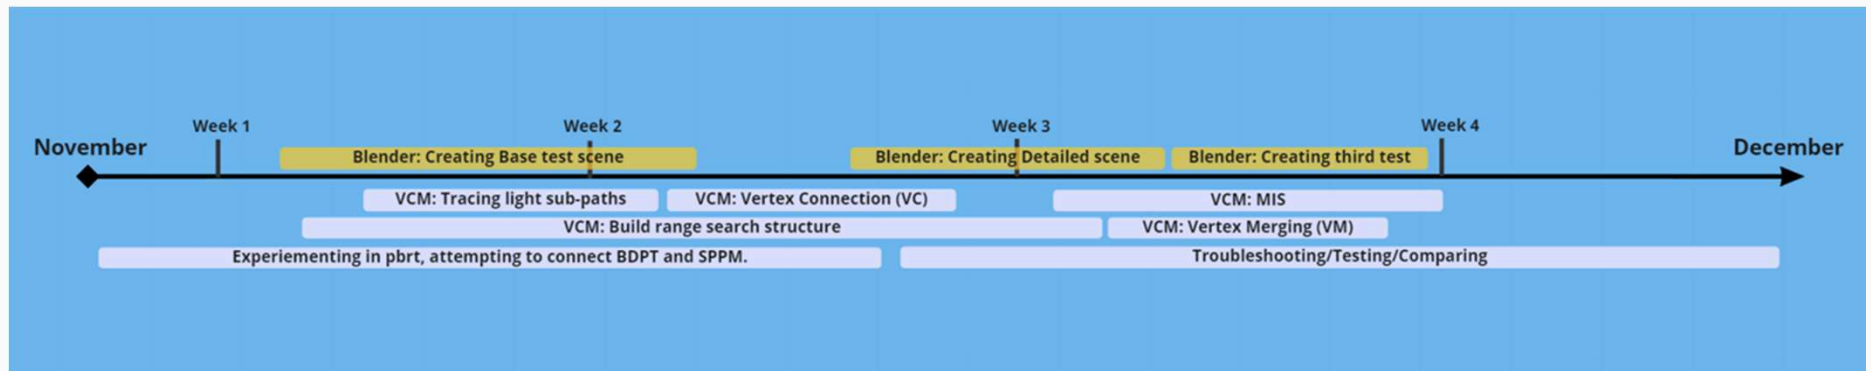 Week 1
Week 2
Week 3
Week 4
November
December
Blender: Creating Base test scene
Blender: Creating Detailed scene
Blender: Creating third test
VCM: Tracing light sub-paths
VCM: Vertex Connection (VC)
VCM: MIS
VCM: Build range search structure
VCM: Vertex Merging (VM)
Experiementing in pbrt, attempting to connect BDPT and SPPM.
Troubleshooting/Testing/Comparing